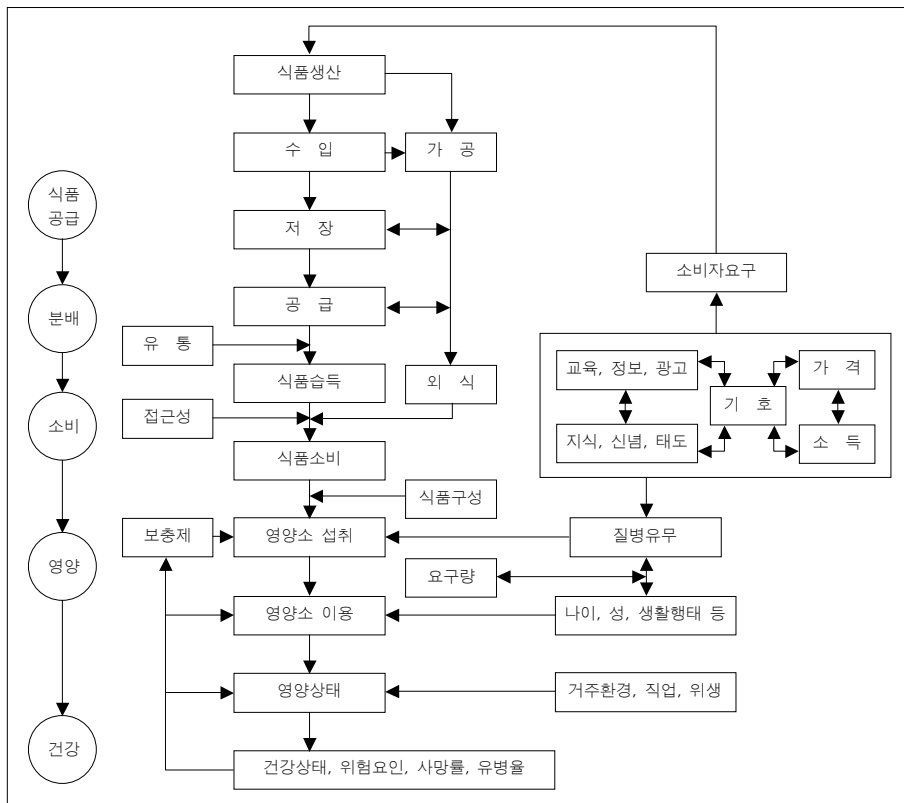 식품생산
수 입
가 공
식품
공급
저 장
소비자요구
공 급
분배
유 통
교육, 정보, 광고
가 격
식품습득
외 식
기 호
접근성
소비
지식, 신념, 태도
소 득
식품소비
식품구성
보충제
영양소 섭취
질병유무
영양
요구량
영양소 이용
나이, 성, 생활행태 등
영양상태
거주환경, 직업, 위생
건강
건강상태, 위험요인, 사망률, 유병율